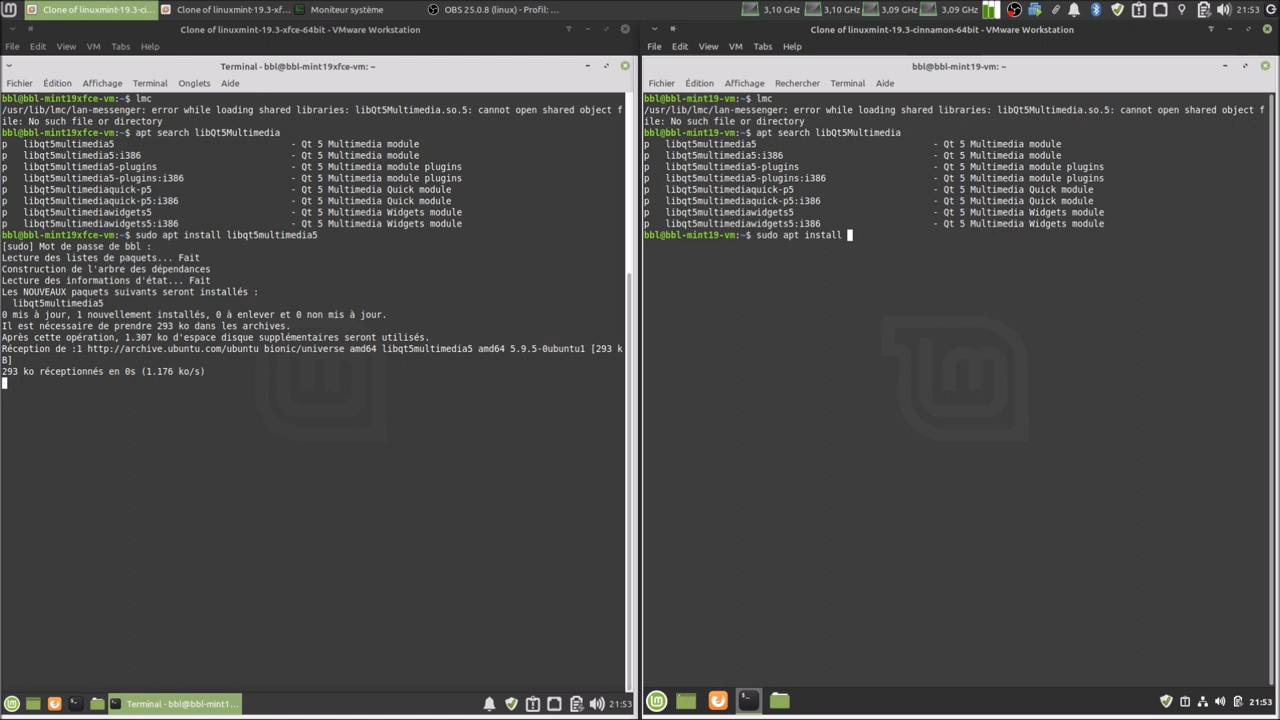 Clone of linuxmint-19.3-ci...
Clone of linuxmint-19.3-xf...
Moniteur système
OBS 25.0.8 (linux) - Profil: ...
3,10 GHz
3,10 GHz
3,09 GHz
3,09 GHz
21:53
Clone of linuxmint-19.3-xfce-64bit - VMware Workstation
File Edit View VM Tabs Help
Terminal - bbl@bbl-mint19xfce-vm: ~
Fichier Édition Affichage Terminal Onglets Aide
bbl@bbl-mint19xfce-vm:~$ lmc
/usr/lib/lmc/lan-messenger: error while loading shared libraries: libQt5Multimedia.so.5: cannot open shared object f
ile: No such file or directory
bbl@bbl-mint19xfce-vm:~$ apt search libQt5Multimedia
p   libqt5multimedia5 - Qt 5 Multimedia module
p   libqt5multimedia5:i386 - Qt 5 Multimedia module
p   libqt5multimedia5-plugins - Qt 5 Multimedia module plugins
p   libqt5multimedia5-plugins:i386 - Qt 5 Multimedia module plugins
p   libqt5multimediaquick-p5 - Qt 5 Multimedia Quick module
p   libqt5multimediaquick-p5:i386 - Qt 5 Multimedia Quick module
p   libqt5multimediawidgets5 - Qt 5 Multimedia Widgets module
p   libqt5multimediawidgets5:i386 - Qt 5 Multimedia Widgets module
bbl@bbl-mint19xfce-vm:~$ sudo apt install libqt5multimedia5
[sudo] Mot de passe de bbl :
Lecture des listes de paquets... Fait
Construction de l'arbre des dépendances
Lecture des informations d'état... Fait
Les NOUVEAUX paquets suivants seront installés :
  libqt5multimedia5
0 mis à jour, 1 nouvellement installés, 0 à enlever et 0 non mis à jour.
Il est nécessaire de prendre 293 ko dans les archives.
Après cette opération, 1.307 ko d'espace disque supplémentaires seront utilisés.
Réception de :1 http://archive.ubuntu.com/ubuntu bionic/universe amd64 libqt5multimedia5 amd64 5.9.5-0ubuntu1 [293 k
B]
293 ko réceptionnés en 0s (1.176 ko/s)
Terminal - bbl@bbl-mint1...
21:53
Clone of linuxmint-19.3-cinnamon-64bit - VMware Workstation
File Edit View VM Tabs Help
bbl@bbl-mint19-vm: ~
Fichier Édition Affichage Rechercher Terminal Aide
bbl@bbl-mint19-vm:~$ lmc
/usr/lib/lmc/lan-messenger: error while loading shared libraries: libQt5Multimedia.so.5: cannot open shared object f
ile: No such file or directory
bbl@bbl-mint19-vm:~$ apt search libQt5Multimedia
p   libqt5multimedia5 - Qt 5 Multimedia module
p   libqt5multimedia5:i386 - Qt 5 Multimedia module
p   libqt5multimedia5-plugins - Qt 5 Multimedia module plugins
p   libqt5multimedia5-plugins:i386 - Qt 5 Multimedia module plugins
p   libqt5multimediaquick-p5 - Qt 5 Multimedia Quick module
p   libqt5multimediaquick-p5:i386 - Qt 5 Multimedia Quick module
p   libqt5multimediawidgets5 - Qt 5 Multimedia Widgets module
p   libqt5multimediawidgets5:i386 - Qt 5 Multimedia Widgets module
bbl@bbl-mint19-vm:~$ sudo apt install
21:53